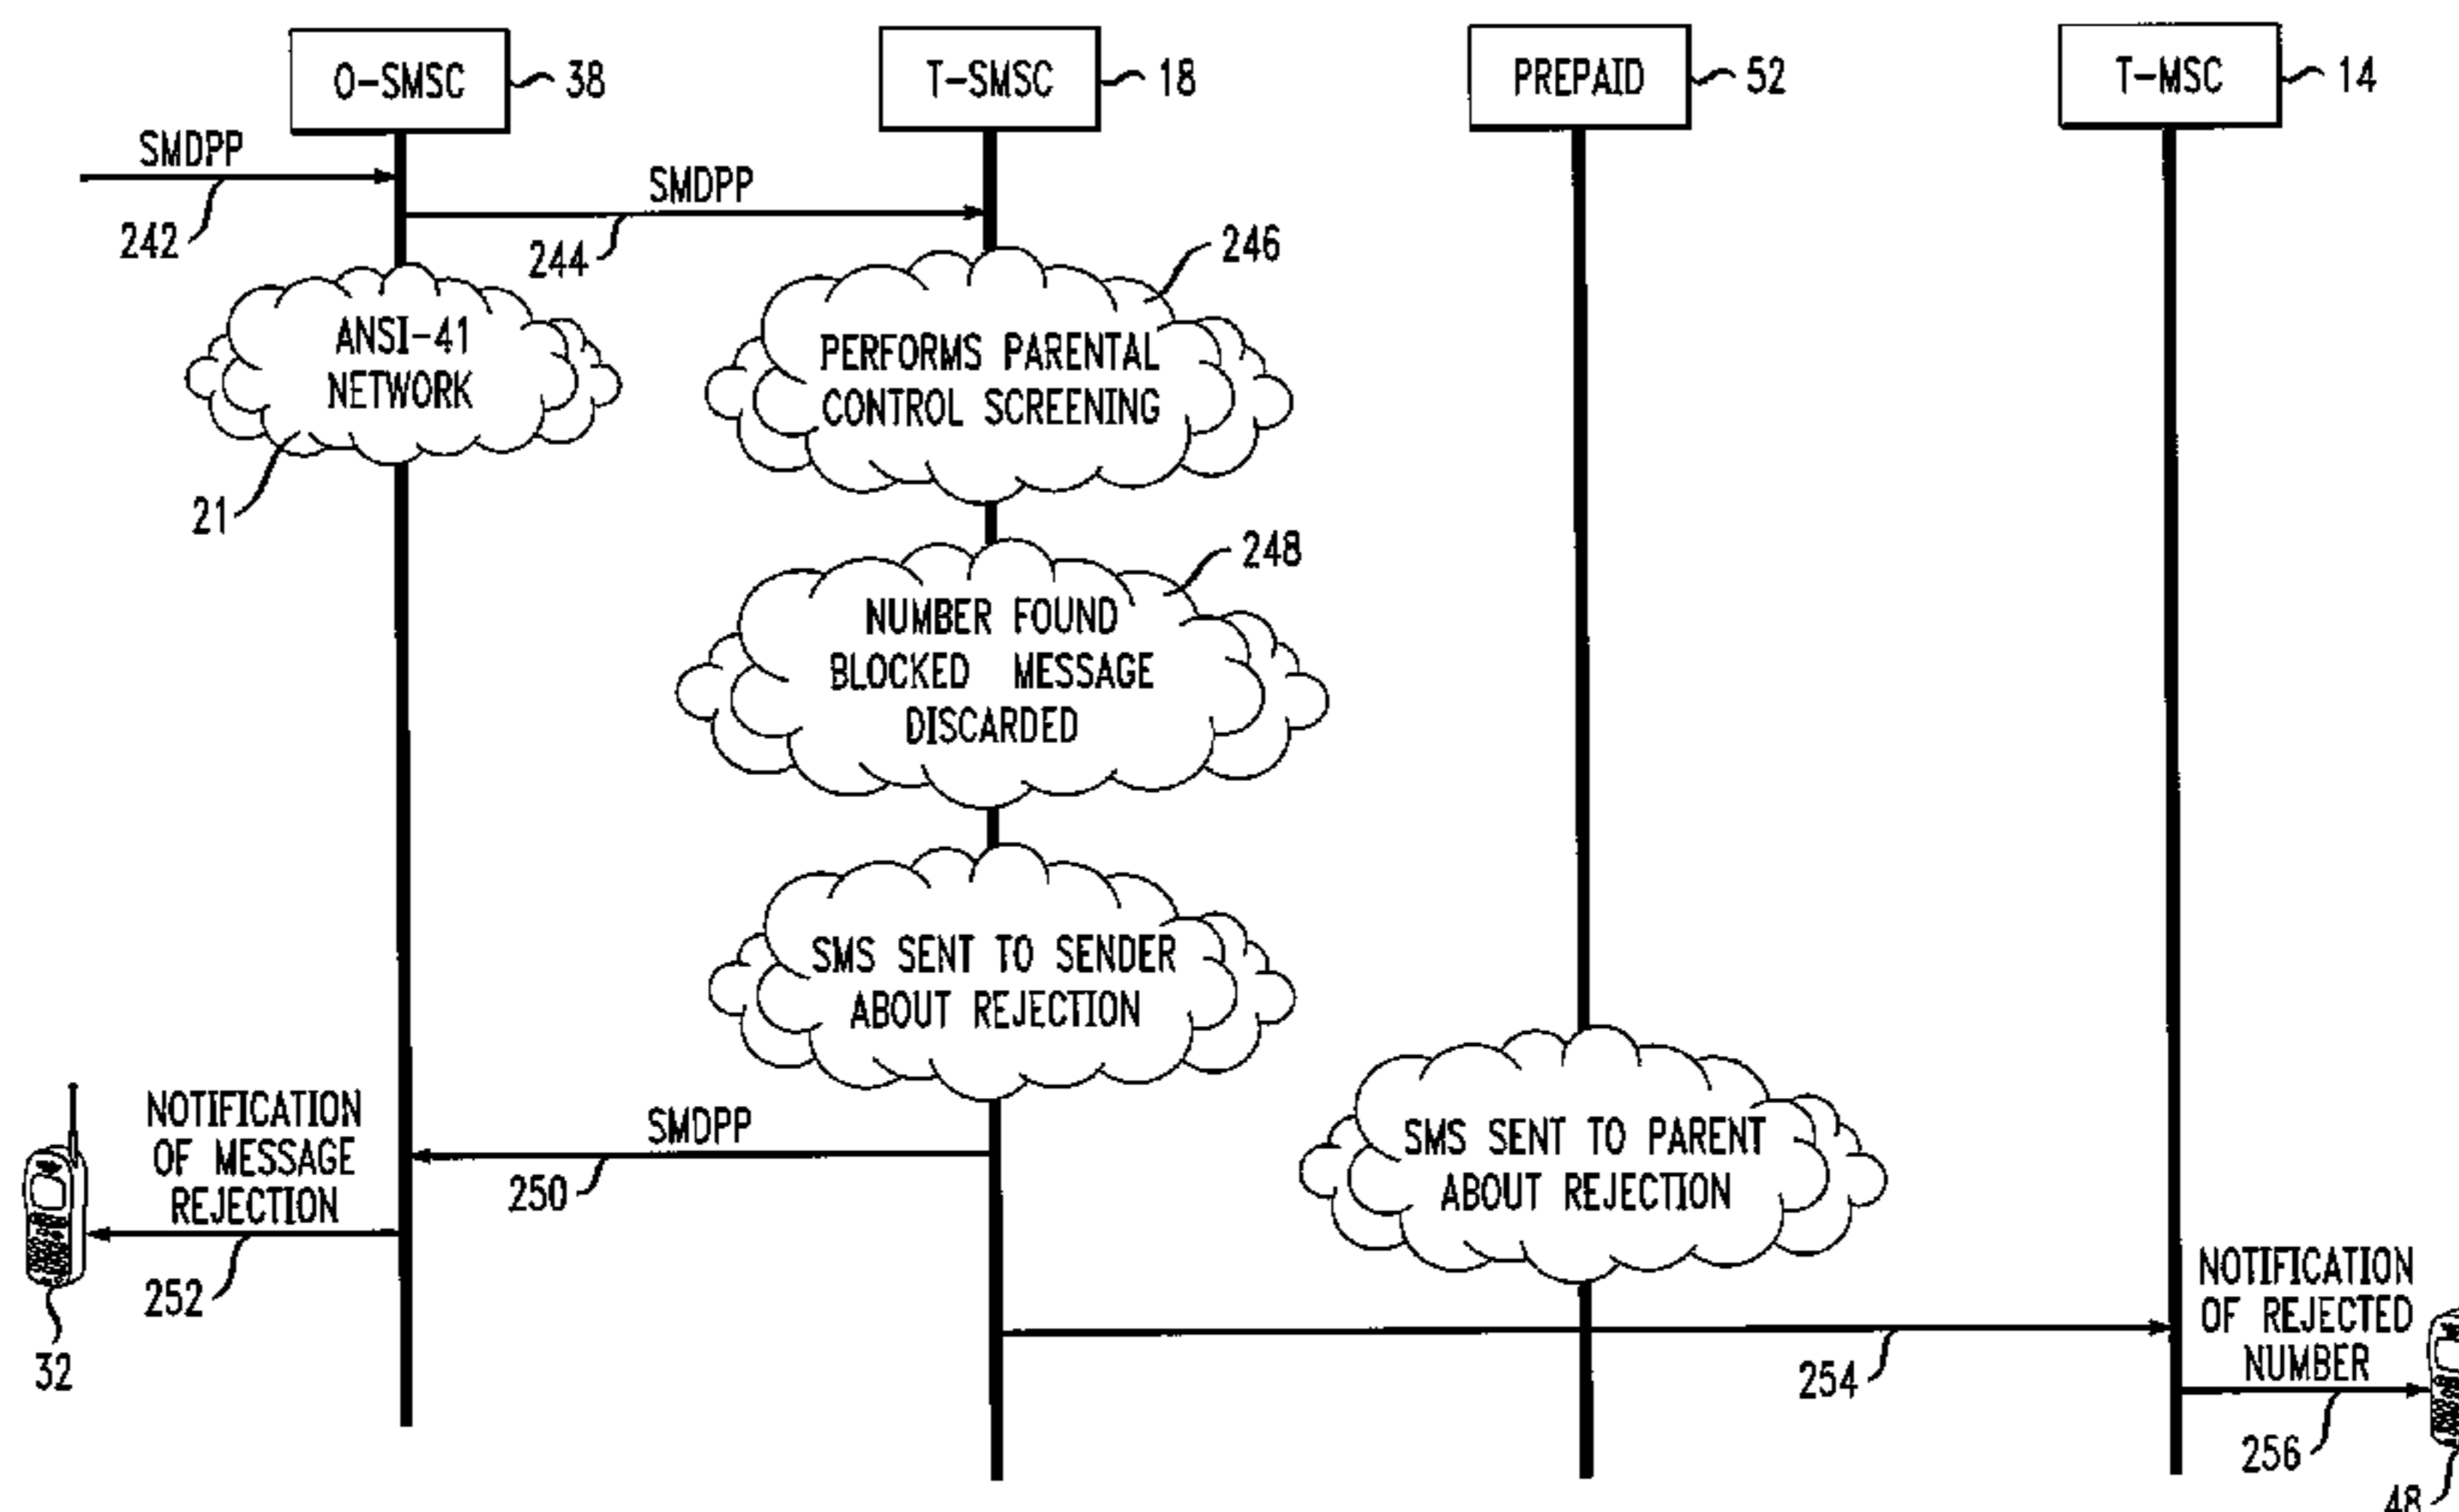 O-SMSC
38
T-SMSC
18
PREPAID
52
T-MSC
14
SMDPP
242
SMDPP
244
246
ANSI-41
NETWORK
21
PERFORMS PARENTAL
CONTROL SCREENING
248
NUMBER FOUND
BLOCKED MESSAGE
DISCARDED
SMS SENT TO SENDER
ABOUT REJECTION
NOTIFICATION
OF MESSAGE
REJECTION
252
32
SMDPP
250
SMS SENT TO PARENT
ABOUT REJECTION
254
NOTIFICATION
OF REJECTED
NUMBER
256
48